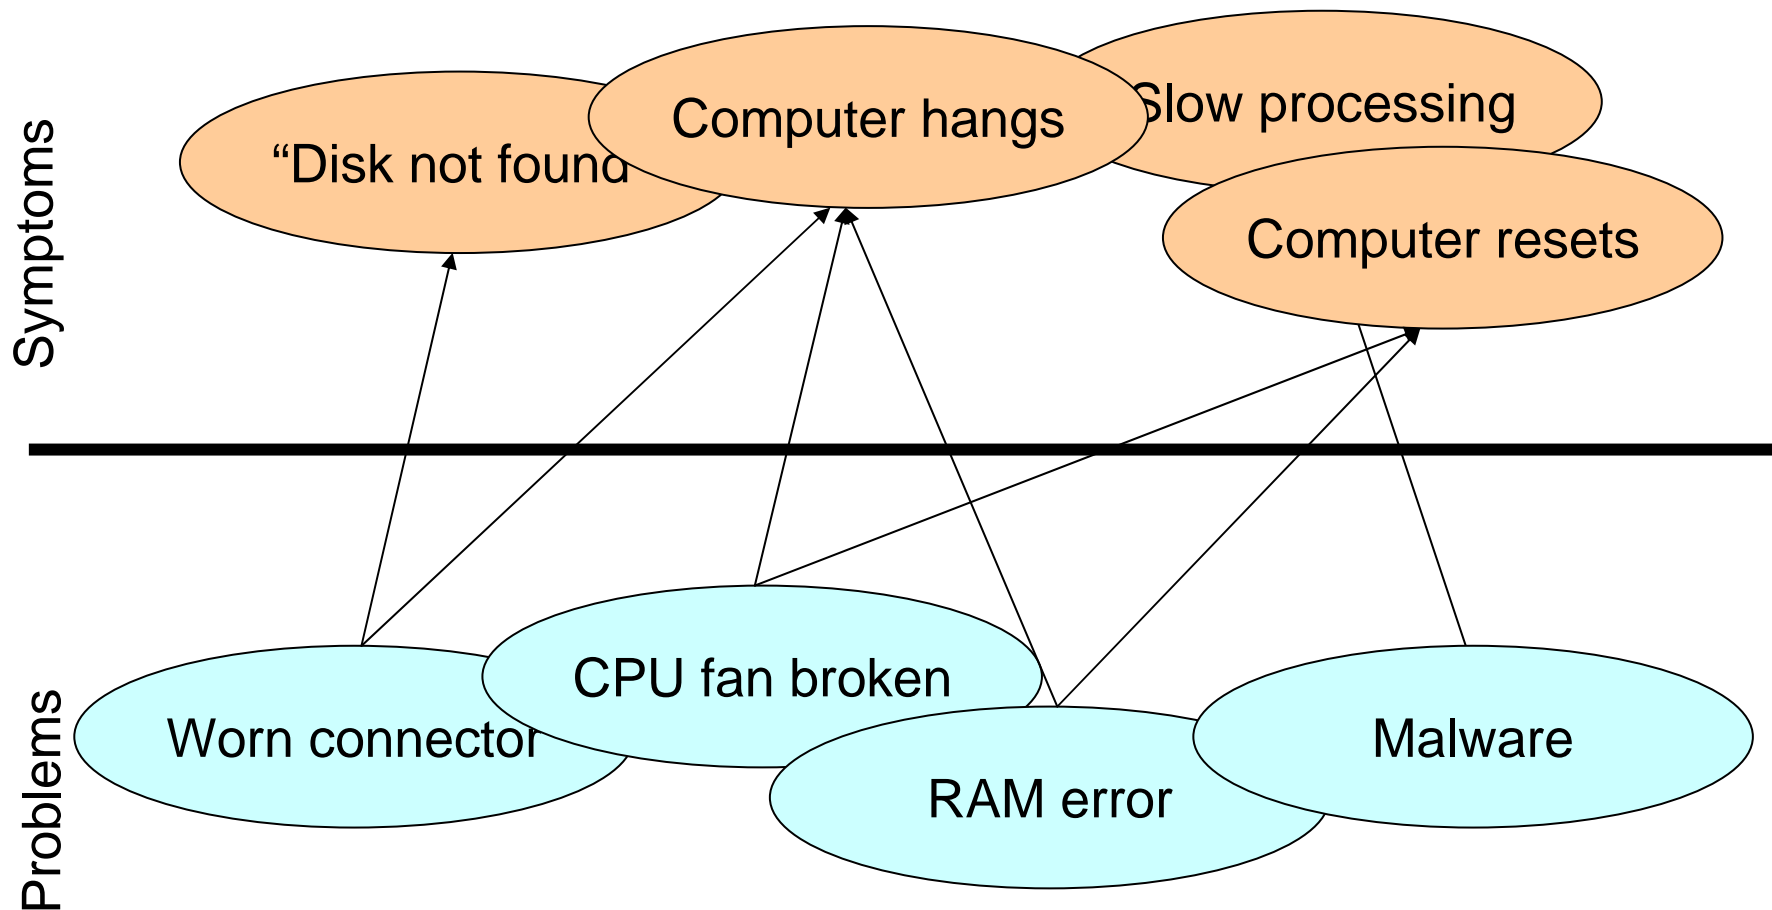 Symptoms
“Disk not found
Computer hangs
Slow processing
Computer resets
Problems
Worn connector
CPU fan broken
RAM error
Malware